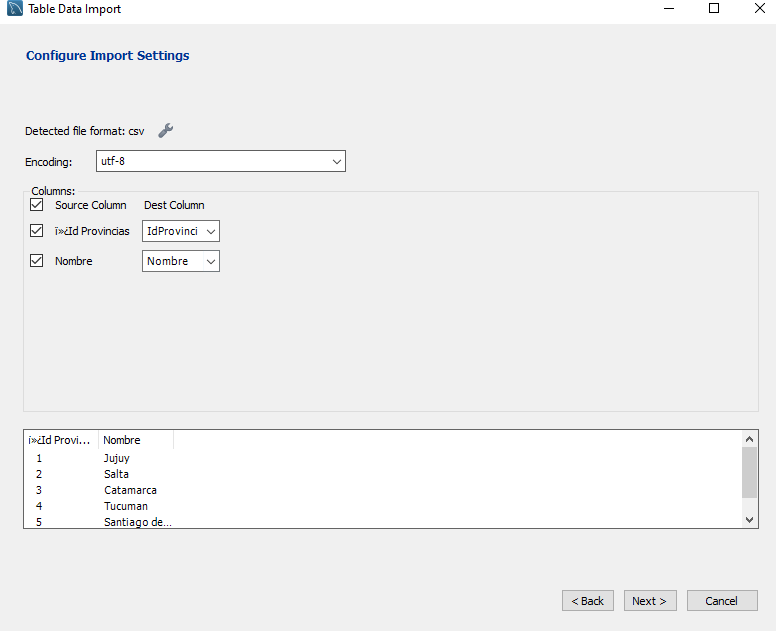 Table Data Import
Configure Import Settings
Detected file format: csv
Encoding: utf-8
Columns:
Source Column Dest Column
ï»¿Id Provincias IdProvinci
Nombre Nombre
ï»¿Id Provi... Nombre
1 Jujuy
2 Salta
3 Catamarca
4 Tucuman
5 Santiago de...
< Back Next > Cancel